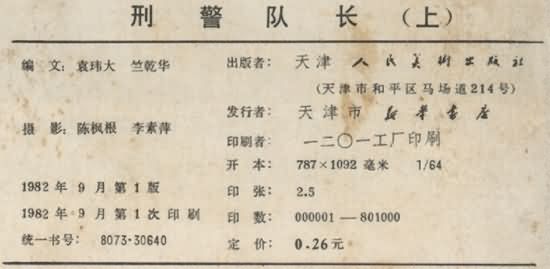 刑警队长（上）
编文：袁玮大 竺乾华
摄影：陈枫根 李素萍
1982年9月第1版
1982年9月第1次印刷
统一书号：8073·30640
出版者：天津人民美术出版社
（天津市和平区马场道214号）
发行者：天津市新华书店
印刷者：一二〇一工厂印刷
开本：787×1092毫米 1/64
印张：2.5
印数：000001—801000
定价：0.26元